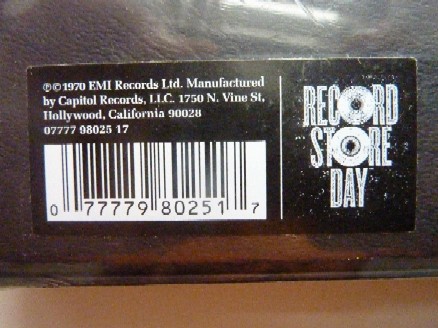 ℗©1970 EMI Records Ltd. Manufactured
by Capitol Records, LLC. 1750 N. Vine St,
Hollywood, California 90028
07777 98025 17
0 77779 80251 7
RECORD
STORE
DAY